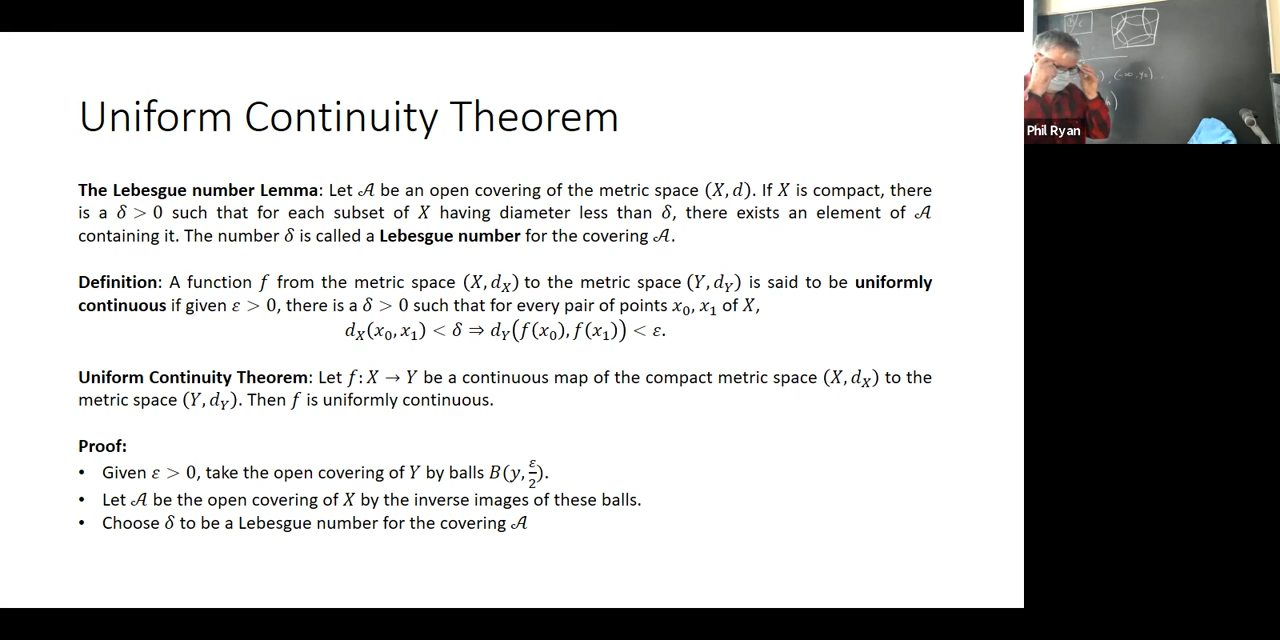 Uniform Continuity Theorem
The Lebesgue number Lemma: Let 𝒜 be an open covering of the metric space (X, d). If X is compact, there
is a δ > 0 such that for each subset of X having diameter less than δ, there exists an element of 𝒜
containing it. The number δ is called a Lebesgue number for the covering 𝒜.
Definition: A function f from the metric space (X, d_X) to the metric space (Y, d_Y) is said to be uniformly
continuous if given ε > 0, there is a δ > 0 such that for every pair of points x₀, x₁ of X,
d_X(x₀, x₁) < δ ⇒ d_Y(f(x₀), f(x₁)) < ε.
Uniform Continuity Theorem: Let f: X → Y be a continuous map of the compact metric space (X, d_X) to the
metric space (Y, d_Y). Then f is uniformly continuous.
Proof:
• Given ε > 0, take the open covering of Y by balls B(y, ε/2).
• Let 𝒜 be the open covering of X by the inverse images of these balls.
• Choose δ to be a Lebesgue number for the covering 𝒜
Phil Ryan